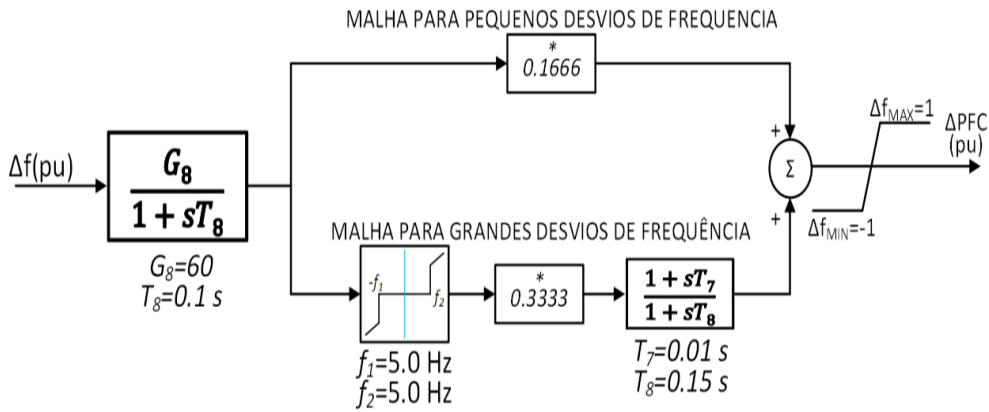 MALHA PARA PEQUENOS DESVIOS DE FREQUENCIA
*
0.1666
Δf(pu)
G₈
1 + sT₈
G₈=60
T₈=0.1 s
Σ
+
+
Δf_MAX=1
ΔPFC
(pu)
Δf_MIN=-1
MALHA PARA GRANDES DESVIOS DE FREQUÊNCIA
-f₁
f₂
f₁=5.0 Hz
f₂=5.0 Hz
*
0.3333
1 + sT₇
1 + sT₈
T₇=0.01 s
T₈=0.15 s